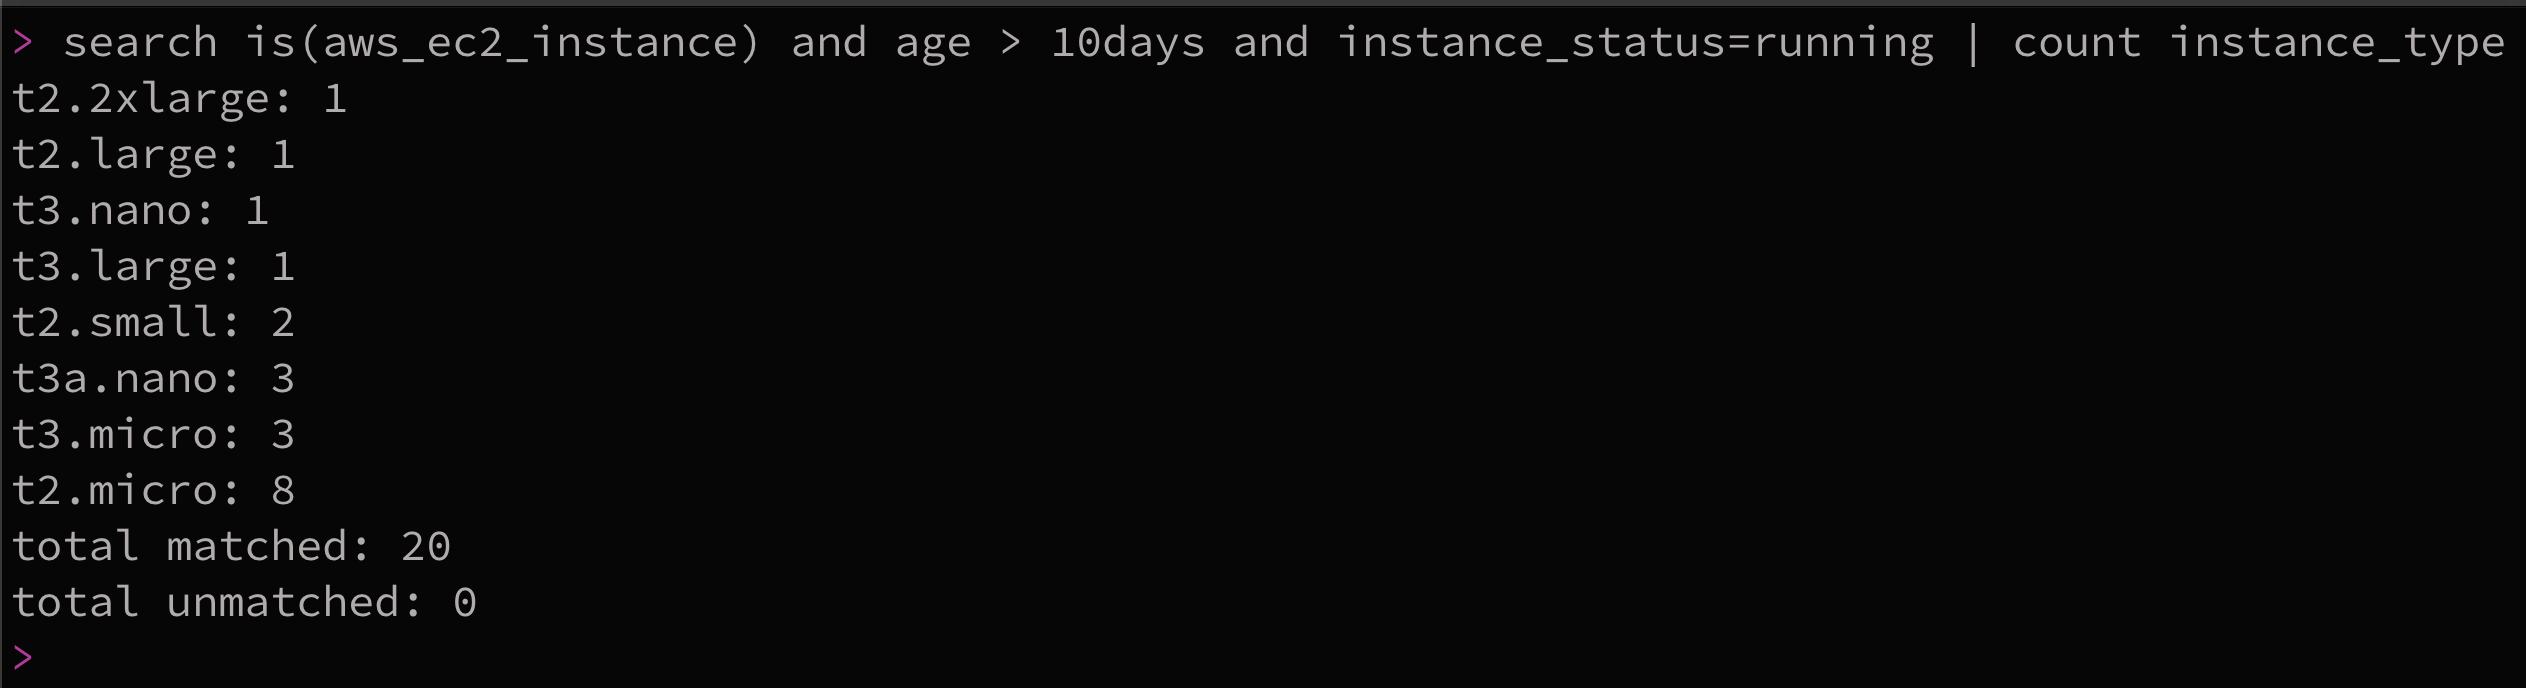 > search is(aws_ec2_instance) and age > 10days and instance_status=running | count instance_type
t2.2xlarge: 1
t2.large: 1
t3.nano: 1
t3.large: 1
t2.small: 2
t3a.nano: 3
t3.micro: 3
t2.micro: 8
total matched: 20
total unmatched: 0
>